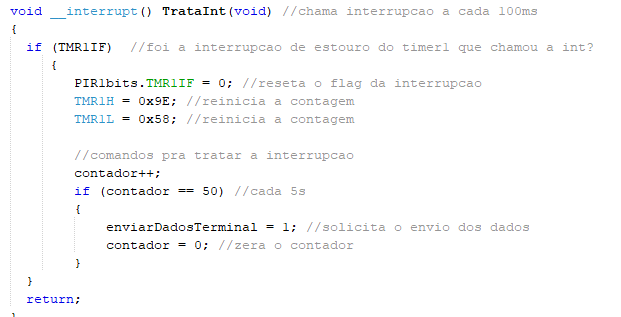 void __interrupt() TrataInt(void) //chama interrupcao a cada 100ms
{
if (TMR1IF) //foi a interrupcao de estouro do timer1 que chamou a int?
{
PIR1bits.TMR1IF = 0; //reseta o flag da interrupcao
TMR1H = 0x9E; //reinicia a contagem
TMR1L = 0x58; //reinicia a contagem
//comandos pra tratar a interrupcao
contador++;
if (contador == 50) //cada 5s
{
enviarDadosTerminal = 1; //solicita o envio dos dados
contador = 0; //zera o contador
}
}
return;
}